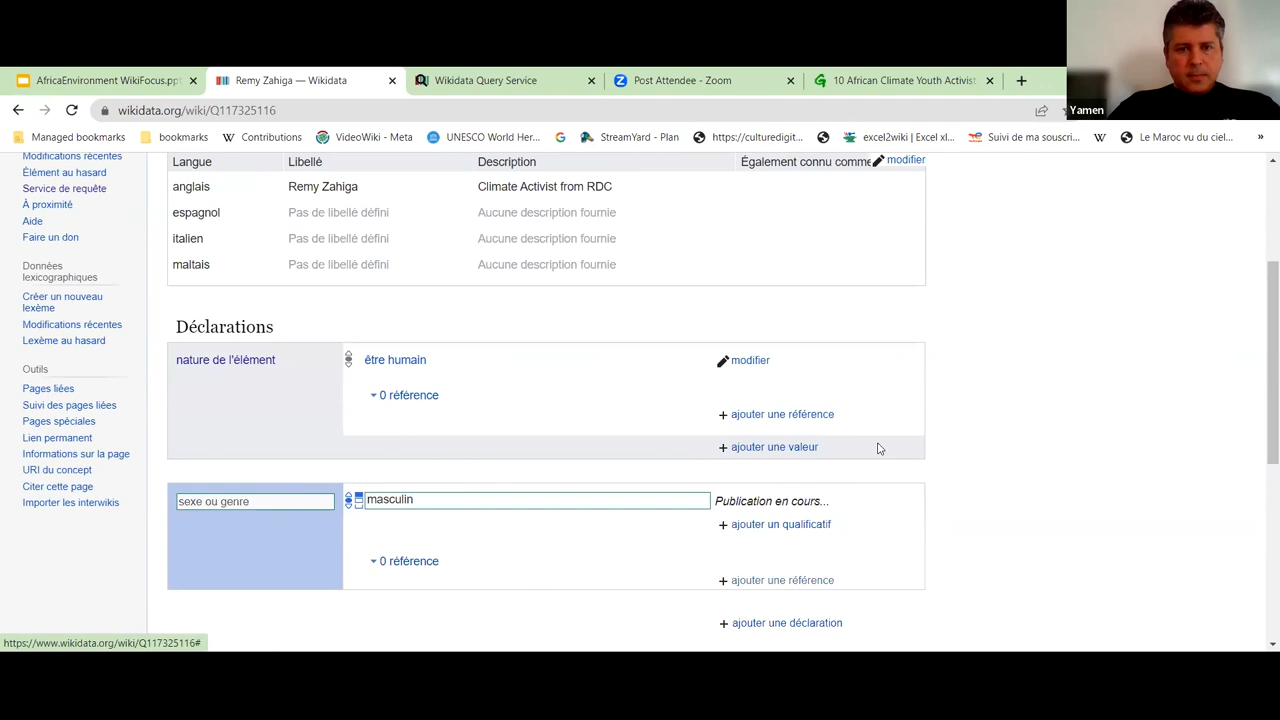 AfricaEnvironment WikiFocus.pp
Remy Zahiga — Wikidata
Wikidata Query Service
Post Attendee - Zoom
10 African Climate Youth Activist
wikidata.org/wiki/Q117325116
Yamen
Managed bookmarks
bookmarks
Contributions
VideoWiki - Meta
UNESCO World Her...
StreamYard - Plan
https://culturedigit...
excel2wiki | Excel xl...
Suivi de ma souscri...
Le Maroc vu du ciel...
»
Modifications récentes
Élément au hasard
Service de requête
À proximité
Aide
Faire un don
Données
lexicographiques
Créer un nouveau
lexème
Modifications récentes
Lexème au hasard
Outils
Pages liées
Suivi des pages liées
Pages spéciales
Lien permanent
Informations sur la page
URI du concept
Citer cette page
Importer les interwikis
Langue Libellé Description Également connu comme modifier
anglais Remy Zahiga Climate Activist from RDC
espagnol Pas de libellé défini Aucune description fournie
italien Pas de libellé défini Aucune description fournie
maltais Pas de libellé défini Aucune description fournie
Déclarations
nature de l'élément être humain modifier
0 référence
+ ajouter une référence
+ ajouter une valeur
sexe ou genre masculin Publication en cours...
+ ajouter un qualificatif
0 référence
+ ajouter une référence
+ ajouter une déclaration
https://www.wikidata.org/wiki/Q117325116#